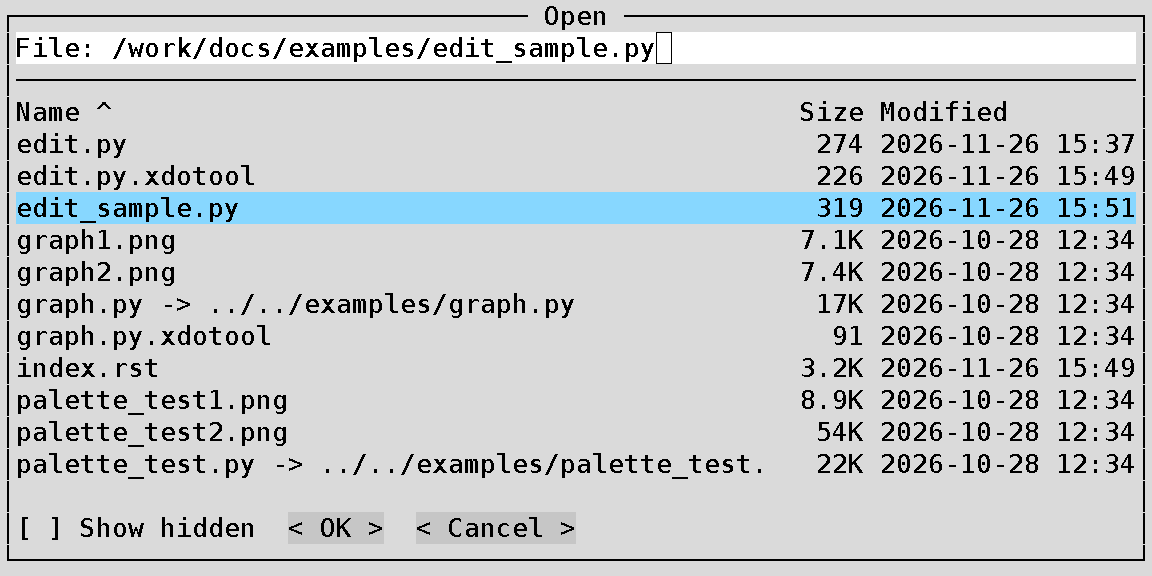 Open
File: /work/docs/examples/edit_sample.py
Name ^ Size Modified
edit.py 274 2026-11-26 15:37
edit.py.xdotool 226 2026-11-26 15:49
edit_sample.py 319 2026-11-26 15:51
graph1.png 7.1K 2026-10-28 12:34
graph2.png 7.4K 2026-10-28 12:34
graph.py -> ../../examples/graph.py 17K 2026-10-28 12:34
graph.py.xdotool 91 2026-10-28 12:34
index.rst 3.2K 2026-11-26 15:49
palette_test1.png 8.9K 2026-10-28 12:34
palette_test2.png 54K 2026-10-28 12:34
palette_test.py -> ../../examples/palette_test. 22K 2026-10-28 12:34
[ ] Show hidden < OK > < Cancel >